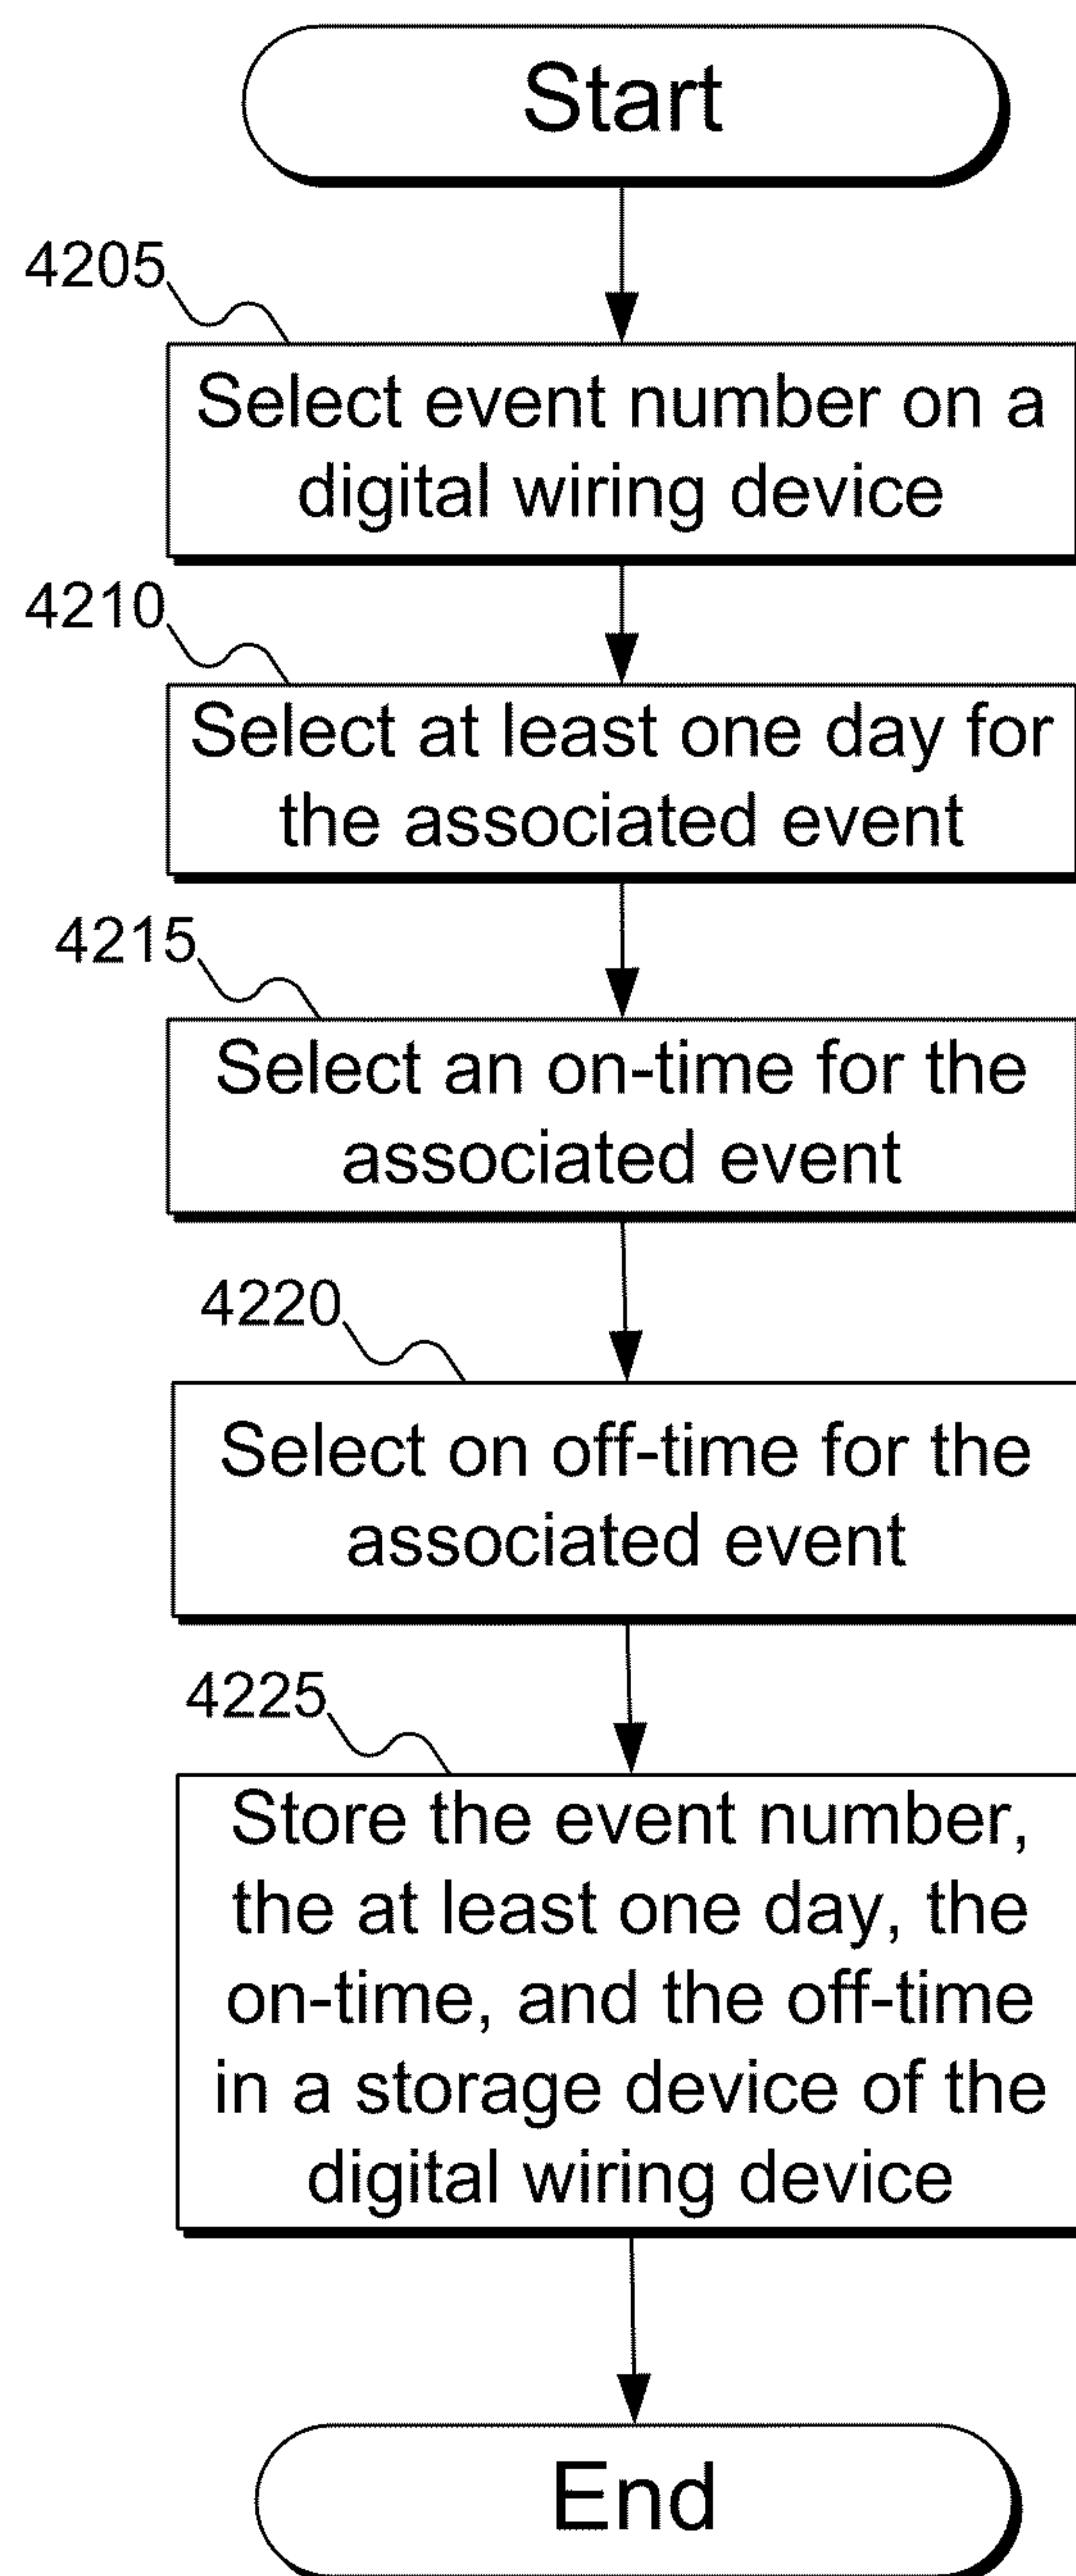 Start
4205
Select event number on a
digital wiring device
4210
Select at least one day for
the associated event
4215
Select an on-time for the
associated event
4220
Select on off-time for the
associated event
4225
Store the event number,
the at least one day, the
on-time, and the off-time
in a storage device of the
digital wiring device
End